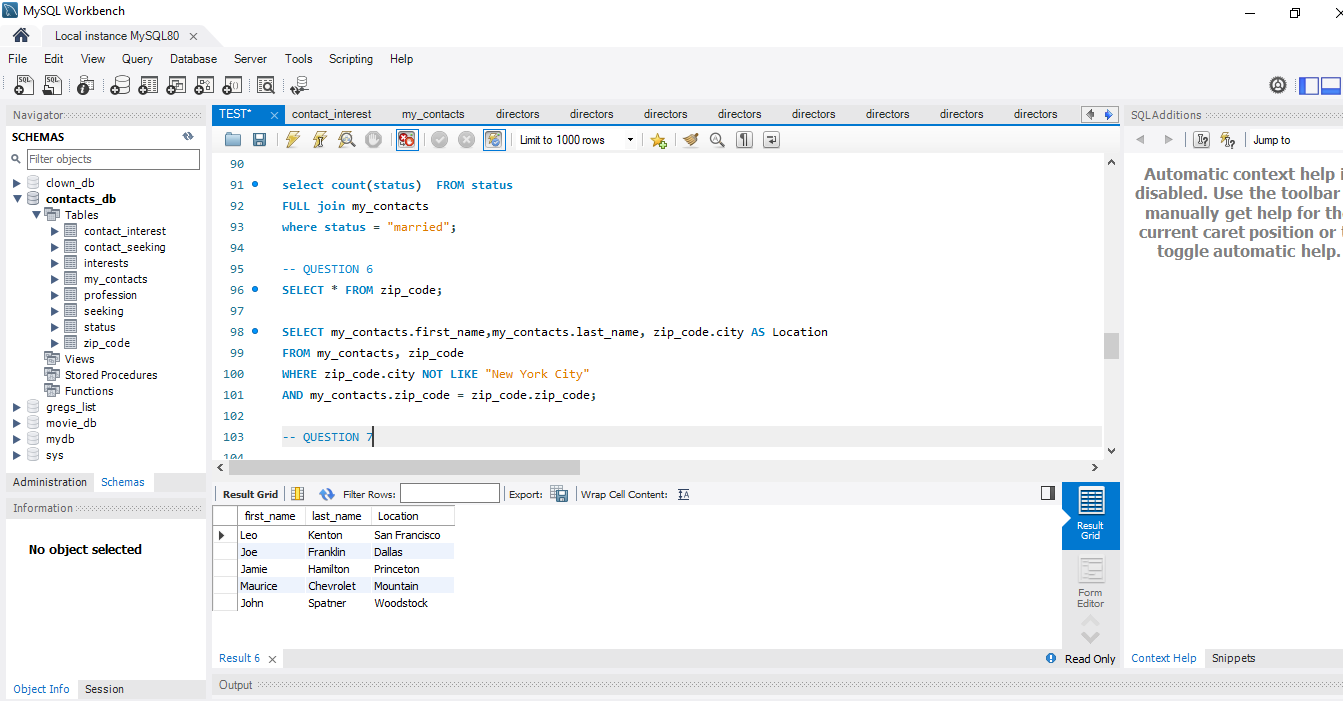 MySQL Workbench
Local instance MySQL80
File Edit View Query Database Server Tools Scripting Help
Navigator
SCHEMAS
Filter objects
clown_db
contacts_db
Tables
contact_interest
contact_seeking
interests
my_contacts
profession
seeking
status
zip_code
Views
Stored Procedures
Functions
gregs_list
movie_db
mydb
sys
Administration Schemas
Information
No object selected
Object Info Session
TEST* contact_interest my_contacts directors directors directors directors directors directors directors directors
Limit to 1000 rows
90
91 select count(status)  FROM status
92 FULL join my_contacts
93 where status = "married";
94
95 -- QUESTION 6
96 SELECT * FROM zip_code;
97
98 SELECT my_contacts.first_name,my_contacts.last_name, zip_code.city AS Location
99 FROM my_contacts, zip_code
100 WHERE zip_code.city NOT LIKE "New York City"
101 AND my_contacts.zip_code = zip_code.zip_code;
102
103 -- QUESTION 7
104
Result Grid Filter Rows: Export: Wrap Cell Content:
first_name last_name Location
Leo Kenton San Francisco
Joe Franklin Dallas
Jamie Hamilton Princeton
Maurice Chevrolet Mountain
John Spatner Woodstock
Result Grid
Form Editor
Result 6
Read Only
Output
SQLAdditions
Jump to
Automatic context help i
disabled. Use the toolbar
manually get help for the
current caret position or t
toggle automatic help.
Context Help Snippets